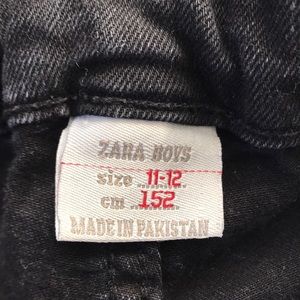 ZARA BOYS
size 11-12
cm 152
MADE IN PAKISTAN